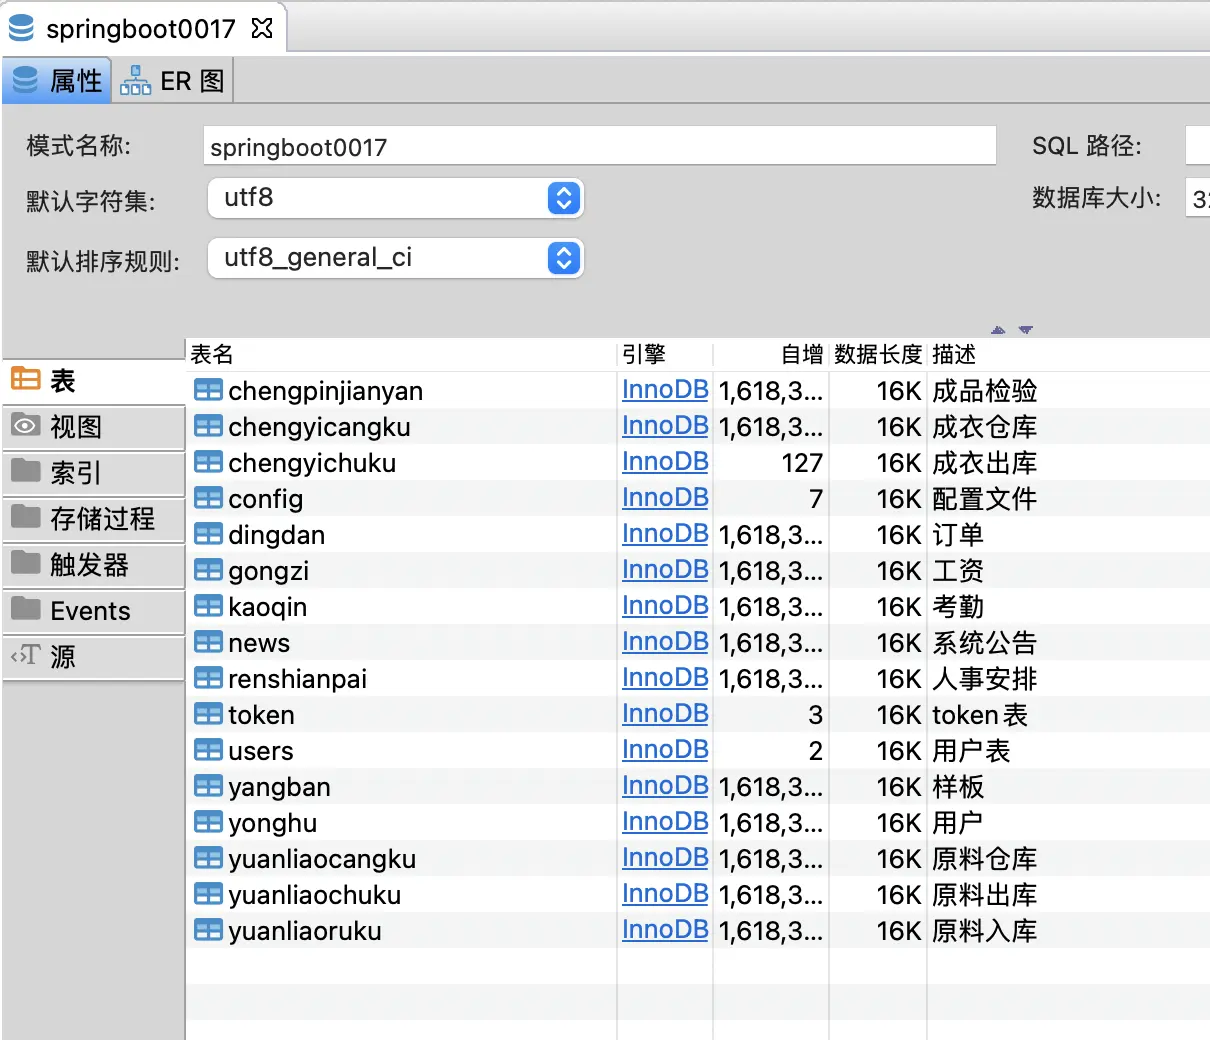 springboot0017
属性 ER 图
模式名称: springboot0017 SQL 路径:
默认字符集: utf8 数据库大小: 32
默认排序规则: utf8_general_ci
表
视图
索引
存储过程
触发器
Events
源
表名 引擎 自增 数据长度 描述
chengpinjianyan InnoDB 1,618,3... 16K 成品检验
chengyicangku InnoDB 1,618,3... 16K 成衣仓库
chengyichuku InnoDB 127 16K 成衣出库
config InnoDB 7 16K 配置文件
dingdan InnoDB 1,618,3... 16K 订单
gongzi InnoDB 1,618,3... 16K 工资
kaoqin InnoDB 1,618,3... 16K 考勤
news InnoDB 1,618,3... 16K 系统公告
renshianpai InnoDB 1,618,3... 16K 人事安排
token InnoDB 3 16K token表
users InnoDB 2 16K 用户表
yangban InnoDB 1,618,3... 16K 样板
yonghu InnoDB 1,618,3... 16K 用户
yuanliaocangku InnoDB 1,618,3... 16K 原料仓库
yuanliaochuku InnoDB 1,618,3... 16K 原料出库
yuanliaoruku InnoDB 1,618,3... 16K 原料入库